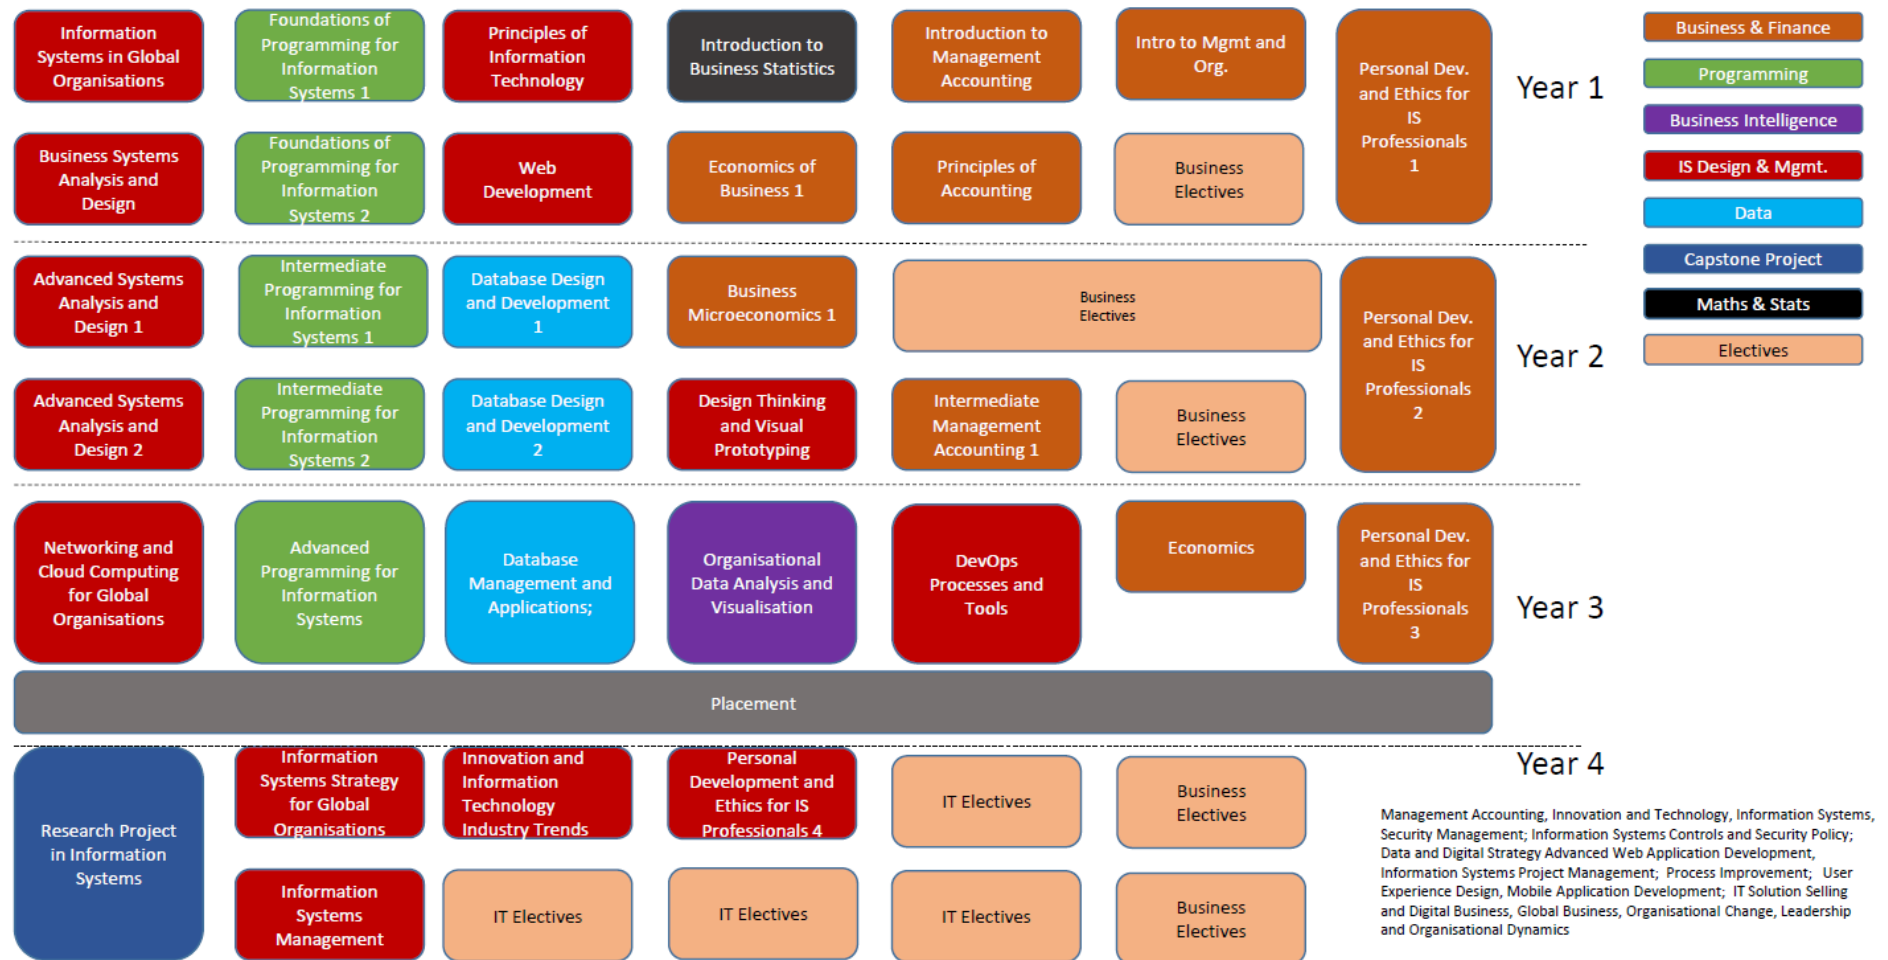 Information
Systems in Global
Organisations
Foundations of
Programming for
Information
Systems 1
Principles of
Information
Technology
Introduction to
Business Statistics
Introduction to
Management
Accounting
Intro to Mgmt and
Org.
Personal Dev.
and Ethics for
IS
Professionals
1
Year 1
Business Systems
Analysis and
Design
Foundations of
Programming for
Information
Systems 2
Web
Development
Economics of
Business 1
Principles of
Accounting
Business
Electives
Advanced Systems
Analysis and
Design 1
Intermediate
Programming for
Information
Systems 1
Database Design
and Development
1
Business
Microeconomics 1
Business
Electives
Personal Dev.
and Ethics for
IS
Professionals
2
Year 2
Advanced Systems
Analysis and
Design 2
Intermediate
Programming for
Information
Systems 2
Database Design
and Development
2
Design Thinking
and Visual
Prototyping
Intermediate
Management
Accounting 1
Business
Electives
Networking and
Cloud Computing
for Global
Organisations
Advanced
Programming for
Information
Systems
Database
Management and
Applications;
Organisational
Data Analysis and
Visualisation
DevOps
Processes and
Tools
Economics
Personal Dev.
and Ethics for
IS
Professionals
3
Year 3
Placement
Research Project
in Information
Systems
Information
Systems Strategy
for Global
Organisations
Innovation and
Information
Technology
Industry Trends
Personal
Development and
Ethics for IS
Professionals 4
IT Electives
Business
Electives
Year 4
Information
Systems
Management
IT Electives
IT Electives
IT Electives
Business
Electives
Management Accounting, Innovation and Technology, Information Systems,
Security Management; Information Systems Controls and Security Policy;
Data and Digital Strategy Advanced Web Application Development,
Information Systems Project Management; Process Improvement; User
Experience Design, Mobile Application Development; IT Solution Selling
and Digital Business, Global Business, Organisational Change, Leadership
and Organisational Dynamics
Business & Finance
Programming
Business Intelligence
IS Design & Mgmt.
Data
Capstone Project
Maths & Stats
Electives